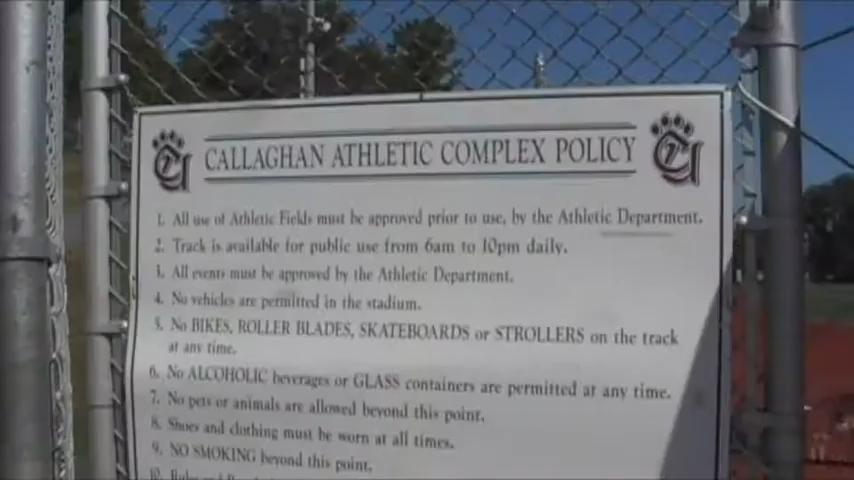 CALLAGHAN ATHLETIC COMPLEX POLICY
1. All use of Athletic Fields must be approved prior to use, by the Athletic Department.
2. Track is available for public use from 6am to 10pm daily.
3. All events must be approved by the Athletic Department.
4. No vehicles are permitted in the stadium.
5. No BIKES, ROLLER BLADES, SKATEBOARDS or STROLLERS on the track
at any time.
6. No ALCOHOLIC beverages or GLASS containers are permitted at any time.
7. No pets or animals are allowed beyond this point.
8. Shoes and clothing must be worn at all times.
9. NO SMOKING beyond this point.
10. Rules and